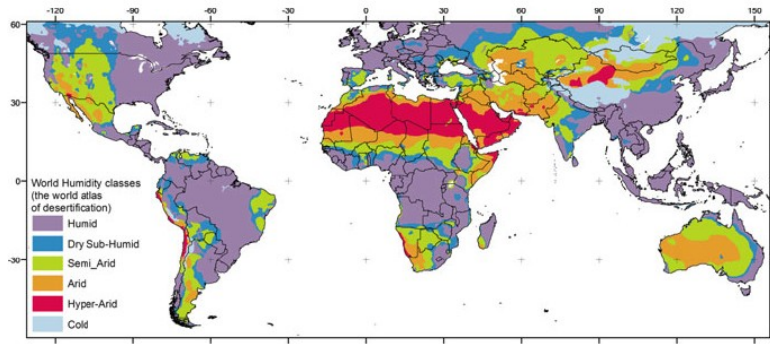 -120 -90 -60 -30 0 30 60 90 120 150
60
30
0
-30
World Humidity classes
(the world atlas
of desertification)
Humid
Dry Sub-Humid
Semi_Arid
Arid
Hyper-Arid
Cold